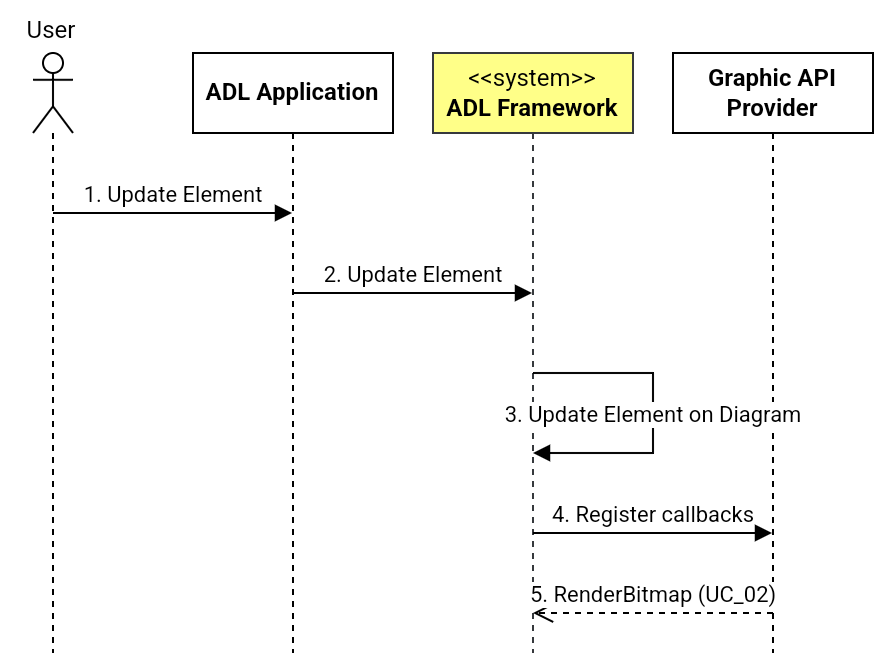 User
ADL Application
<<system>>
ADL Framework
Graphic API
Provider
1. Update Element
2. Update Element
3. Update Element on Diagram
4. Register callbacks
5. RenderBitmap (UC_02)